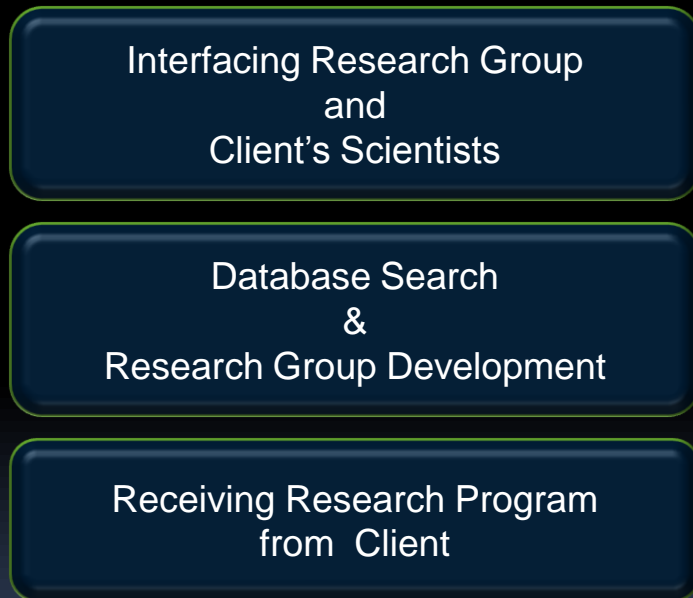 Interfacing Research Group
and
Client’s Scientists
Database Search
&
Research Group Development
Receiving Research Program
from Client